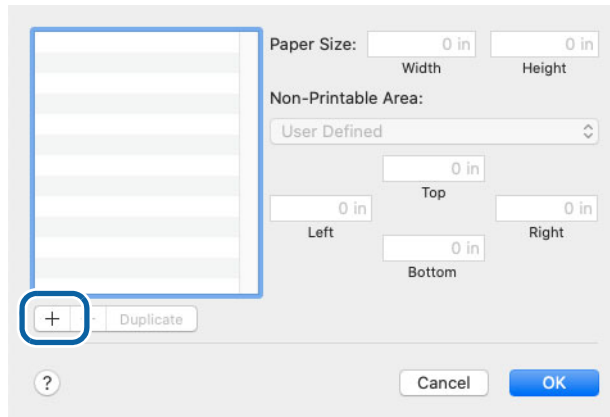 Paper Size: 0 in 0 in
Width Height
Non-Printable Area:
User Defined
0 in
Top
0 in 0 in
Left Right
0 in
Bottom
+ Duplicate
? Cancel OK